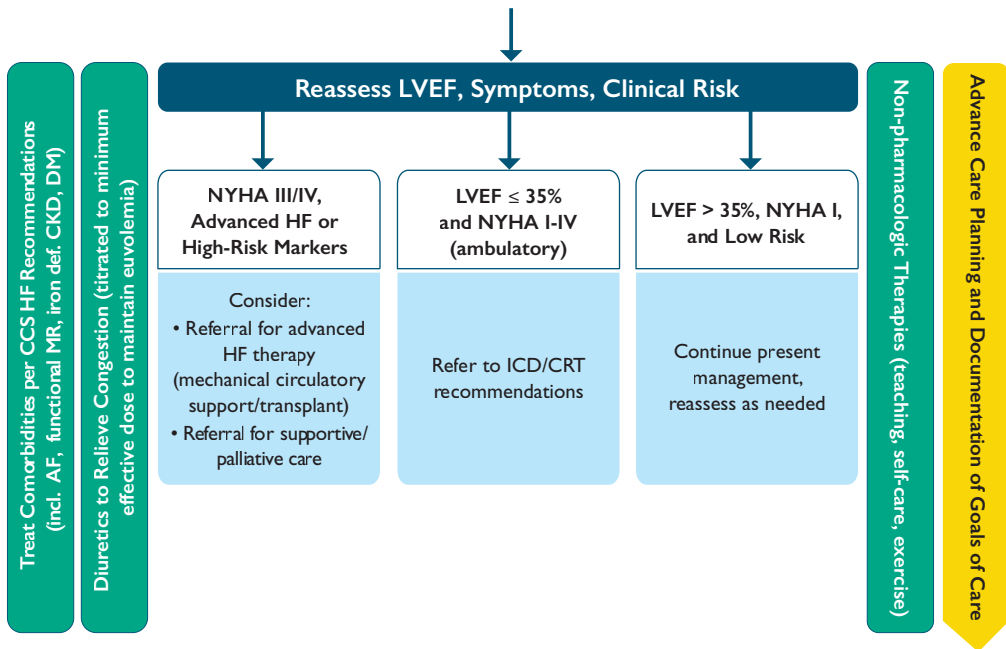 Treat Comorbidities per CCS HF Recommendations
(incl. AF, functional MR, iron def. CKD, DM)
Diuretics to Relieve Congestion (titrated to minimum
effective dose to maintain euvolemia)
Reassess LVEF, Symptoms, Clinical Risk
NYHA III/IV,
Advanced HF or
High-Risk Markers
Consider:
• Referral for advanced
HF therapy
(mechanical circulatory
support/transplant)
• Referral for supportive/
palliative care
LVEF ≤ 35%
and NYHA I-IV
(ambulatory)
Refer to ICD/CRT
recommendations
LVEF > 35%, NYHA I,
and Low Risk
Continue present
management,
reassess as needed
Non-pharmacologic Therapies (teaching, self-care, exercise)
Advance Care Planning and Documentation of Goals of Care